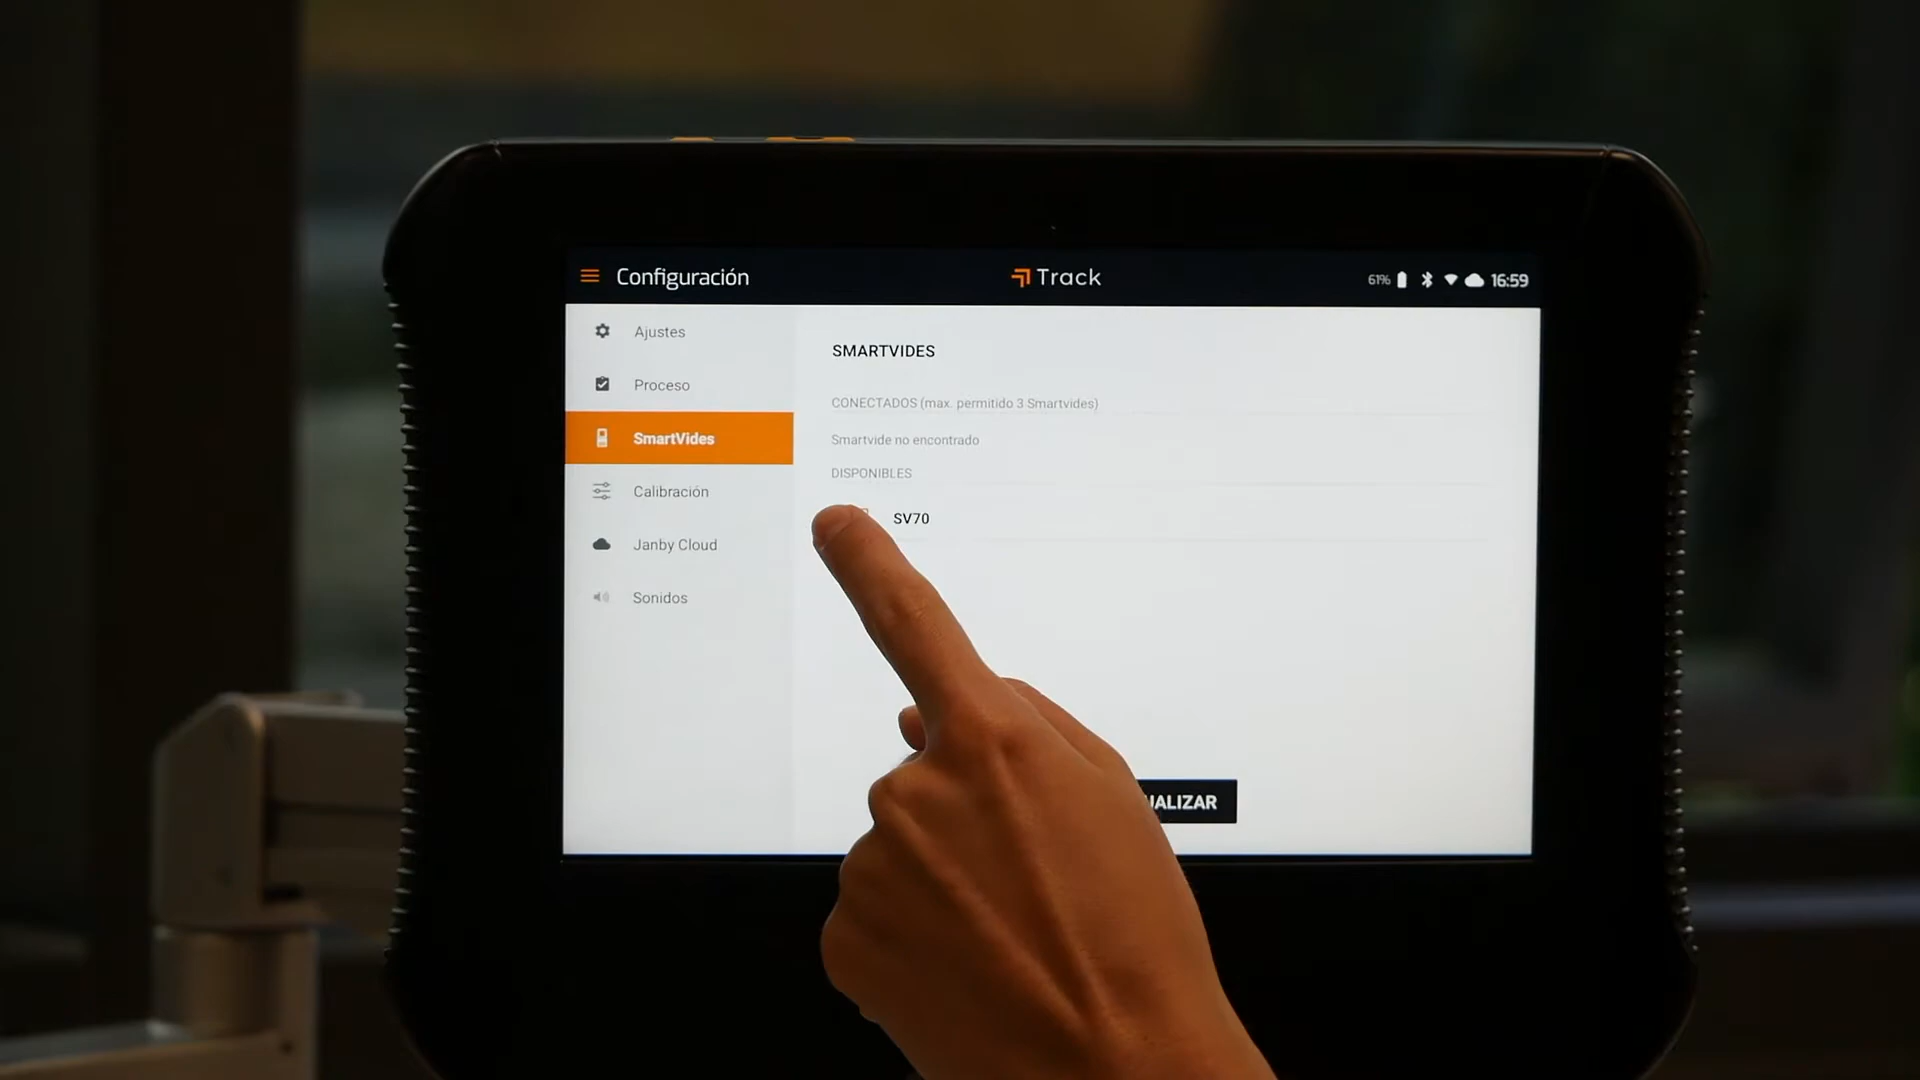 Configuración
Track
61%
16:59
Ajustes
Proceso
SmartVides
Calibración
Janby Cloud
Sonidos
SMARTVIDES
CONECTADOS (max. permitido 3 Smartvides)
Smartvide no encontrado
DISPONIBLES
SV70